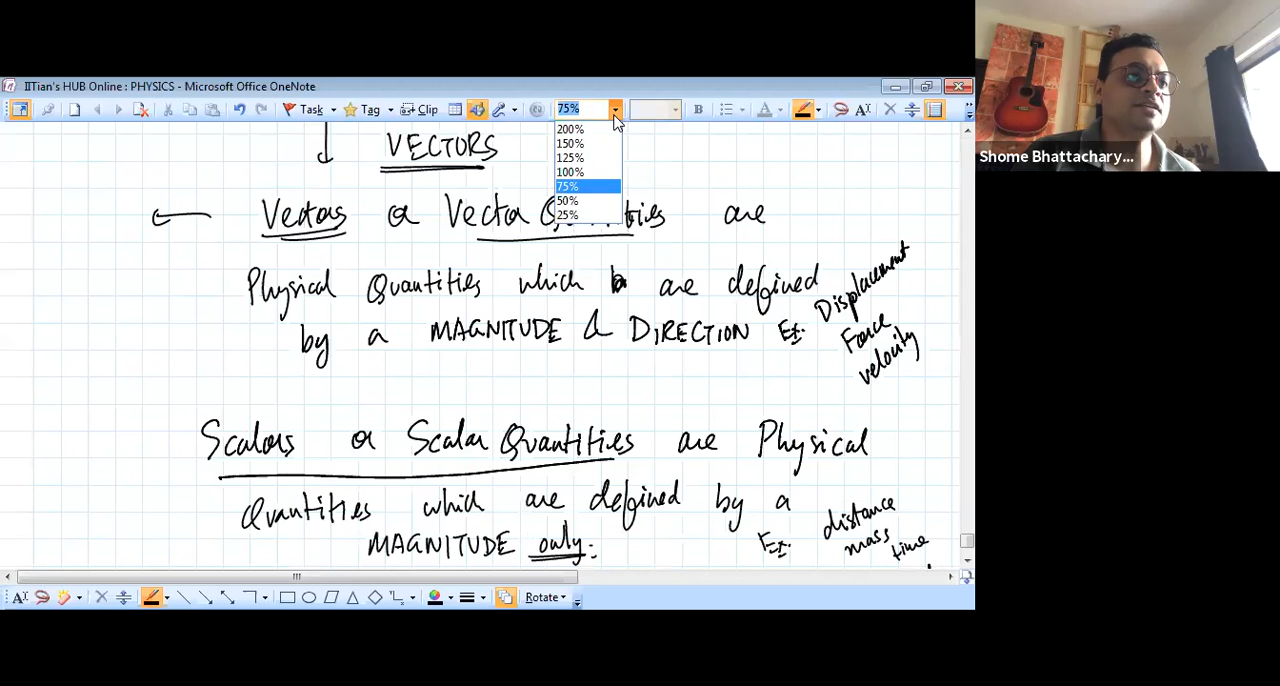 IITian's HUB Online : PHYSICS - Microsoft Office OneNote
Task Tag Clip 75%
200%
150%
125%
100%
75%
50%
25%
Shome Bhattachary...
VECTORS
Vectors or Vector Quantities are
Physical Quantities which are defined
by a MAGNITUDE & DIRECTION Ex. Displacement
Force
velocity
Scalars or Scalar Quantities are Physical
Quantities which are defined by a
MAGNITUDE only: Ex. distance
mass time
Rotate